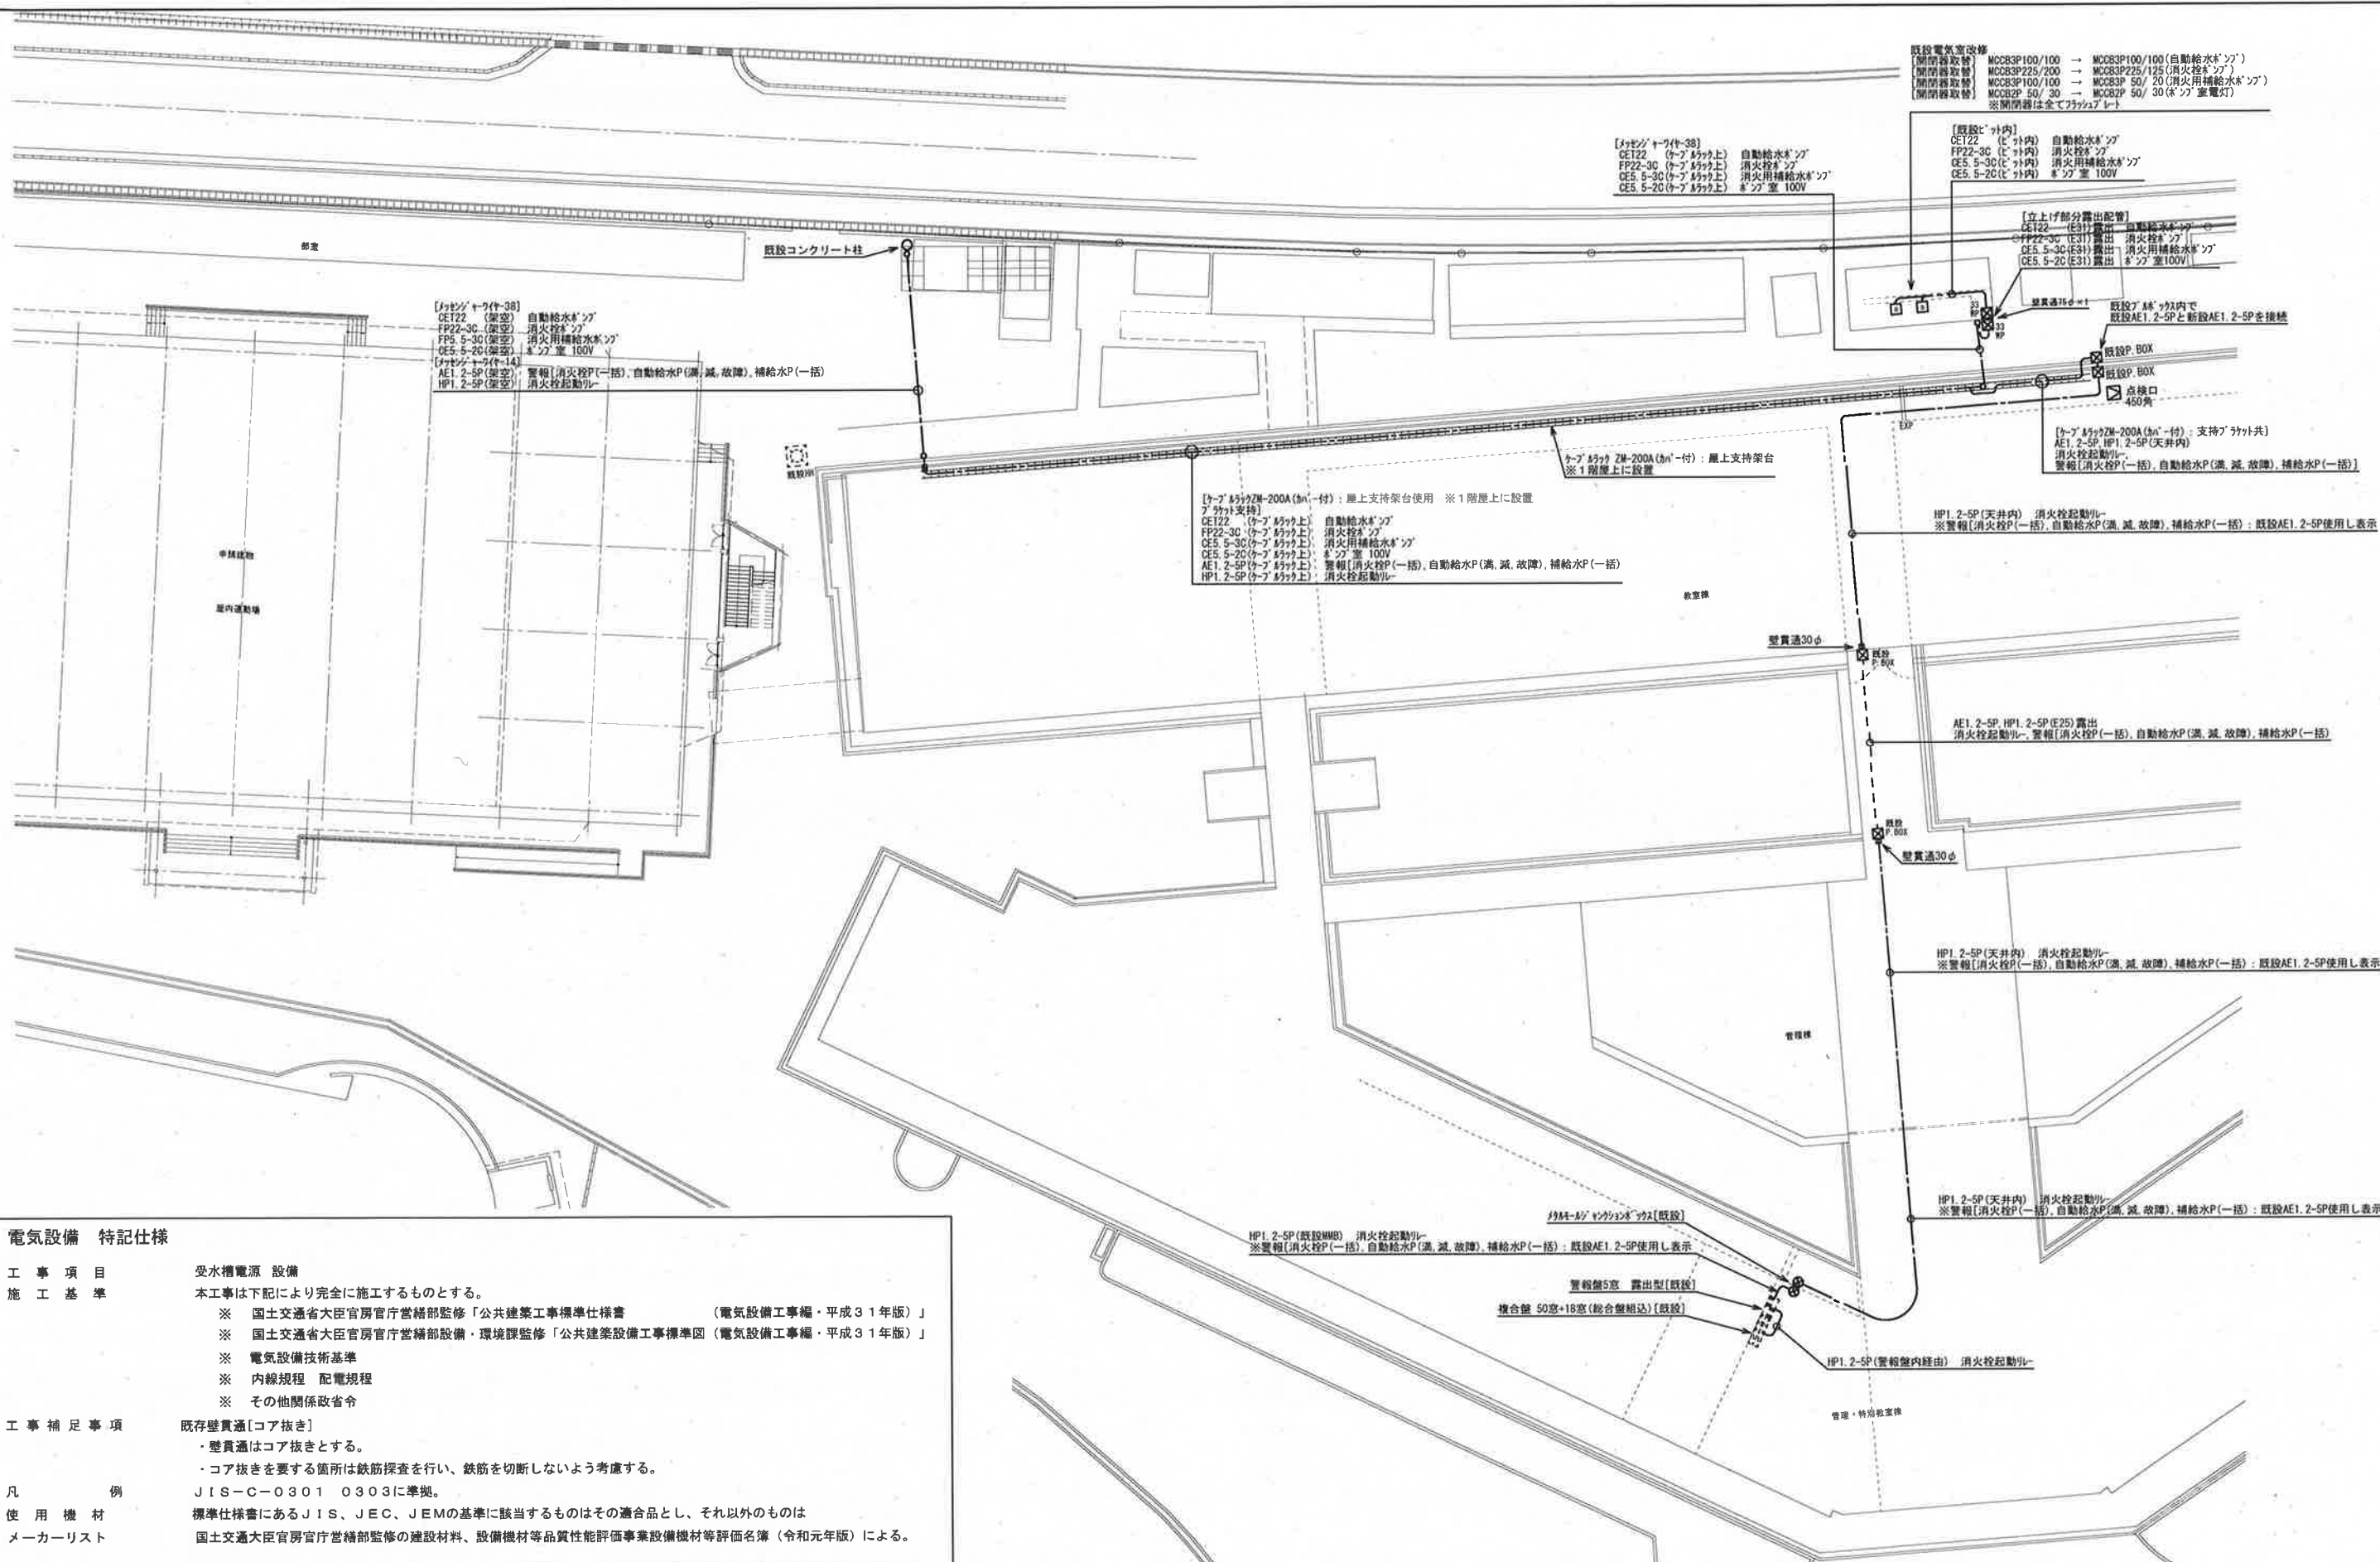 既設電気室改修
[開閉器取替] MCCB3P100/100 → MCCB3P100/100(自動給水ポンプ)
[開閉器取替] MCCB3P225/200 → MCCB3P225/125(消火栓ポンプ)
[開閉器取替] MCCB3P100/100 → MCCB3P 50/ 20(消火用補給水ポンプ)
[開閉器取替] MCCB2P 50/ 30 → MCCB2P 50/ 30(ポンプ室電灯)
※開閉器は全てフラッシュプレート
[メッセンジャーワイヤー38]
CET22 (ケーブルラック上) 自動給水ポンプ
FP22-3C (ケーブルラック上) 消火栓ポンプ
CE5.5-3C(ケーブルラック上) 消火用補給水ポンプ
CE5.5-2C(ケーブルラック上) ポンプ室 100V
[既設ピット内]
CET22 (ピット内) 自動給水ポンプ
FP22-3C (ピット内) 消火栓ポンプ
CE5.5-3C(ピット内) 消火用補給水ポンプ
CE5.5-2C(ピット内) ポンプ室 100V
[立上げ部分露出配管]
CET22 (E31)露出 自動給水ポンプ
FP22-3C (E31)露出 消火栓ポンプ
CE5.5-3C(E31)露出 消火用補給水ポンプ
CE5.5-2C(E31)露出 ポンプ室100V
部室
既設コンクリート柱
[メッセンジャーワイヤー38]
CET22 (架空) 自動給水ポンプ
FP22-3C (架空) 消火栓ポンプ
FP5.5-3C(架空) 消火用補給水ポンプ
CE5.5-2C(架空) ポンプ室 100V
[メッセンジャーワイヤー14]
AE1.2-5P(架空) 警報[消火栓P(一括),自動給水P(満,減,故障),補給水P(一括)
HP1.2-5P(架空) 消火栓起動リレー
33
WP
33
WP
壁貫通75φ×1
既設プルボックス内で
既設AE1.2-5Pと新設AE1.2-5Pを接続
既設P.BOX
既設P.BOX
点検口
450角
EXP
[ケーブルラックZM-200A(カバー付)：支持ブラケット共]
AE1.2-5P,HP1.2-5P(天井内)
消火栓起動リレー,
警報[消火栓P(一括),自動給水P(満,減,故障),補給水P(一括)]
既設HH
ケーブルラック ZM-200A(カバー付)：屋上支持架台
※１階屋上に設置
[ケーブルラックZM-200A(カバー付)：屋上支持架台使用 ※１階屋上に設置
ブラケット支持]
CET22 (ケーブルラック上) 自動給水ポンプ
FP22-3C (ケーブルラック上) 消火栓ポンプ
CE5.5-3C(ケーブルラック上) 消火用補給水ポンプ
CE5.5-2C(ケーブルラック上) ポンプ室 100V
AE1.2-5P(ケーブルラック上) 警報[消火栓P(一括),自動給水P(満,減,故障),補給水P(一括)
HP1.2-5P(ケーブルラック上) 消火栓起動リレー
HP1.2-5P(天井内) 消火栓起動リレー
※警報[消火栓P(一括),自動給水P(満,減,故障),補給水P(一括)：既設AE1.2-5P使用し表示
申請建物
屋内運動場
教室棟
壁貫通30φ
既設
P.BOX
AE1.2-5P,HP1.2-5P(E25)露出
消火栓起動リレー,警報[消火栓P(一括),自動給水P(満,減,故障),補給水P(一括)
既設
P.BOX
壁貫通30φ
HP1.2-5P(天井内) 消火栓起動リレー
※警報[消火栓P(一括),自動給水P(満,減,故障),補給水P(一括)：既設AE1.2-5P使用し表示
管理棟
HP1.2-5P(天井内) 消火栓起動リレー
※警報[消火栓P(一括),自動給水P(満,減,故障),補給水P(一括)：既設AE1.2-5P使用し表示
メタルモールジャンクションボックス[既設]
HP1.2-5P(既設MMB) 消火栓起動リレー
※警報[消火栓P(一括),自動給水P(満,減,故障),補給水P(一括)：既設AE1.2-5P使用し表示
警報盤5窓 露出型[既設]
複合盤 50窓+18窓(総合盤組込)[既設]
HP1.2-5P(警報盤内経由) 消火栓起動リレー
管理・特別教室棟
電気設備 特記仕様
工事項目 受水槽電源 設備
施工基準 本工事は下記により完全に施工するものとする。
※ 国土交通省大臣官房官庁営繕部監修「公共建築工事標準仕様書 （電気設備工事編・平成３１年版）」
※ 国土交通省大臣官房官庁営繕部設備・環境課監修「公共建築設備工事標準図（電気設備工事編・平成３１年版）」
※ 電気設備技術基準
※ 内線規程 配電規程
※ その他関係政省令
工事補足事項 既存壁貫通[コア抜き]
・壁貫通はコア抜きとする。
・コア抜きを要する箇所は鉄筋探査を行い、鉄筋を切断しないよう考慮する。
凡例 ＪＩＳ－Ｃ－０３０１ ０３０３に準拠。
使用機材 標準仕様書にあるＪＩＳ、ＪＥＣ、ＪＥＭの基準に該当するものはその適合品とし、それ以外のものは
メーカーリスト 国土交通大臣官房官庁営繕部監修の建設材料、設備機材等品質性能評価事業設備機材等評価名簿（令和元年版）による。